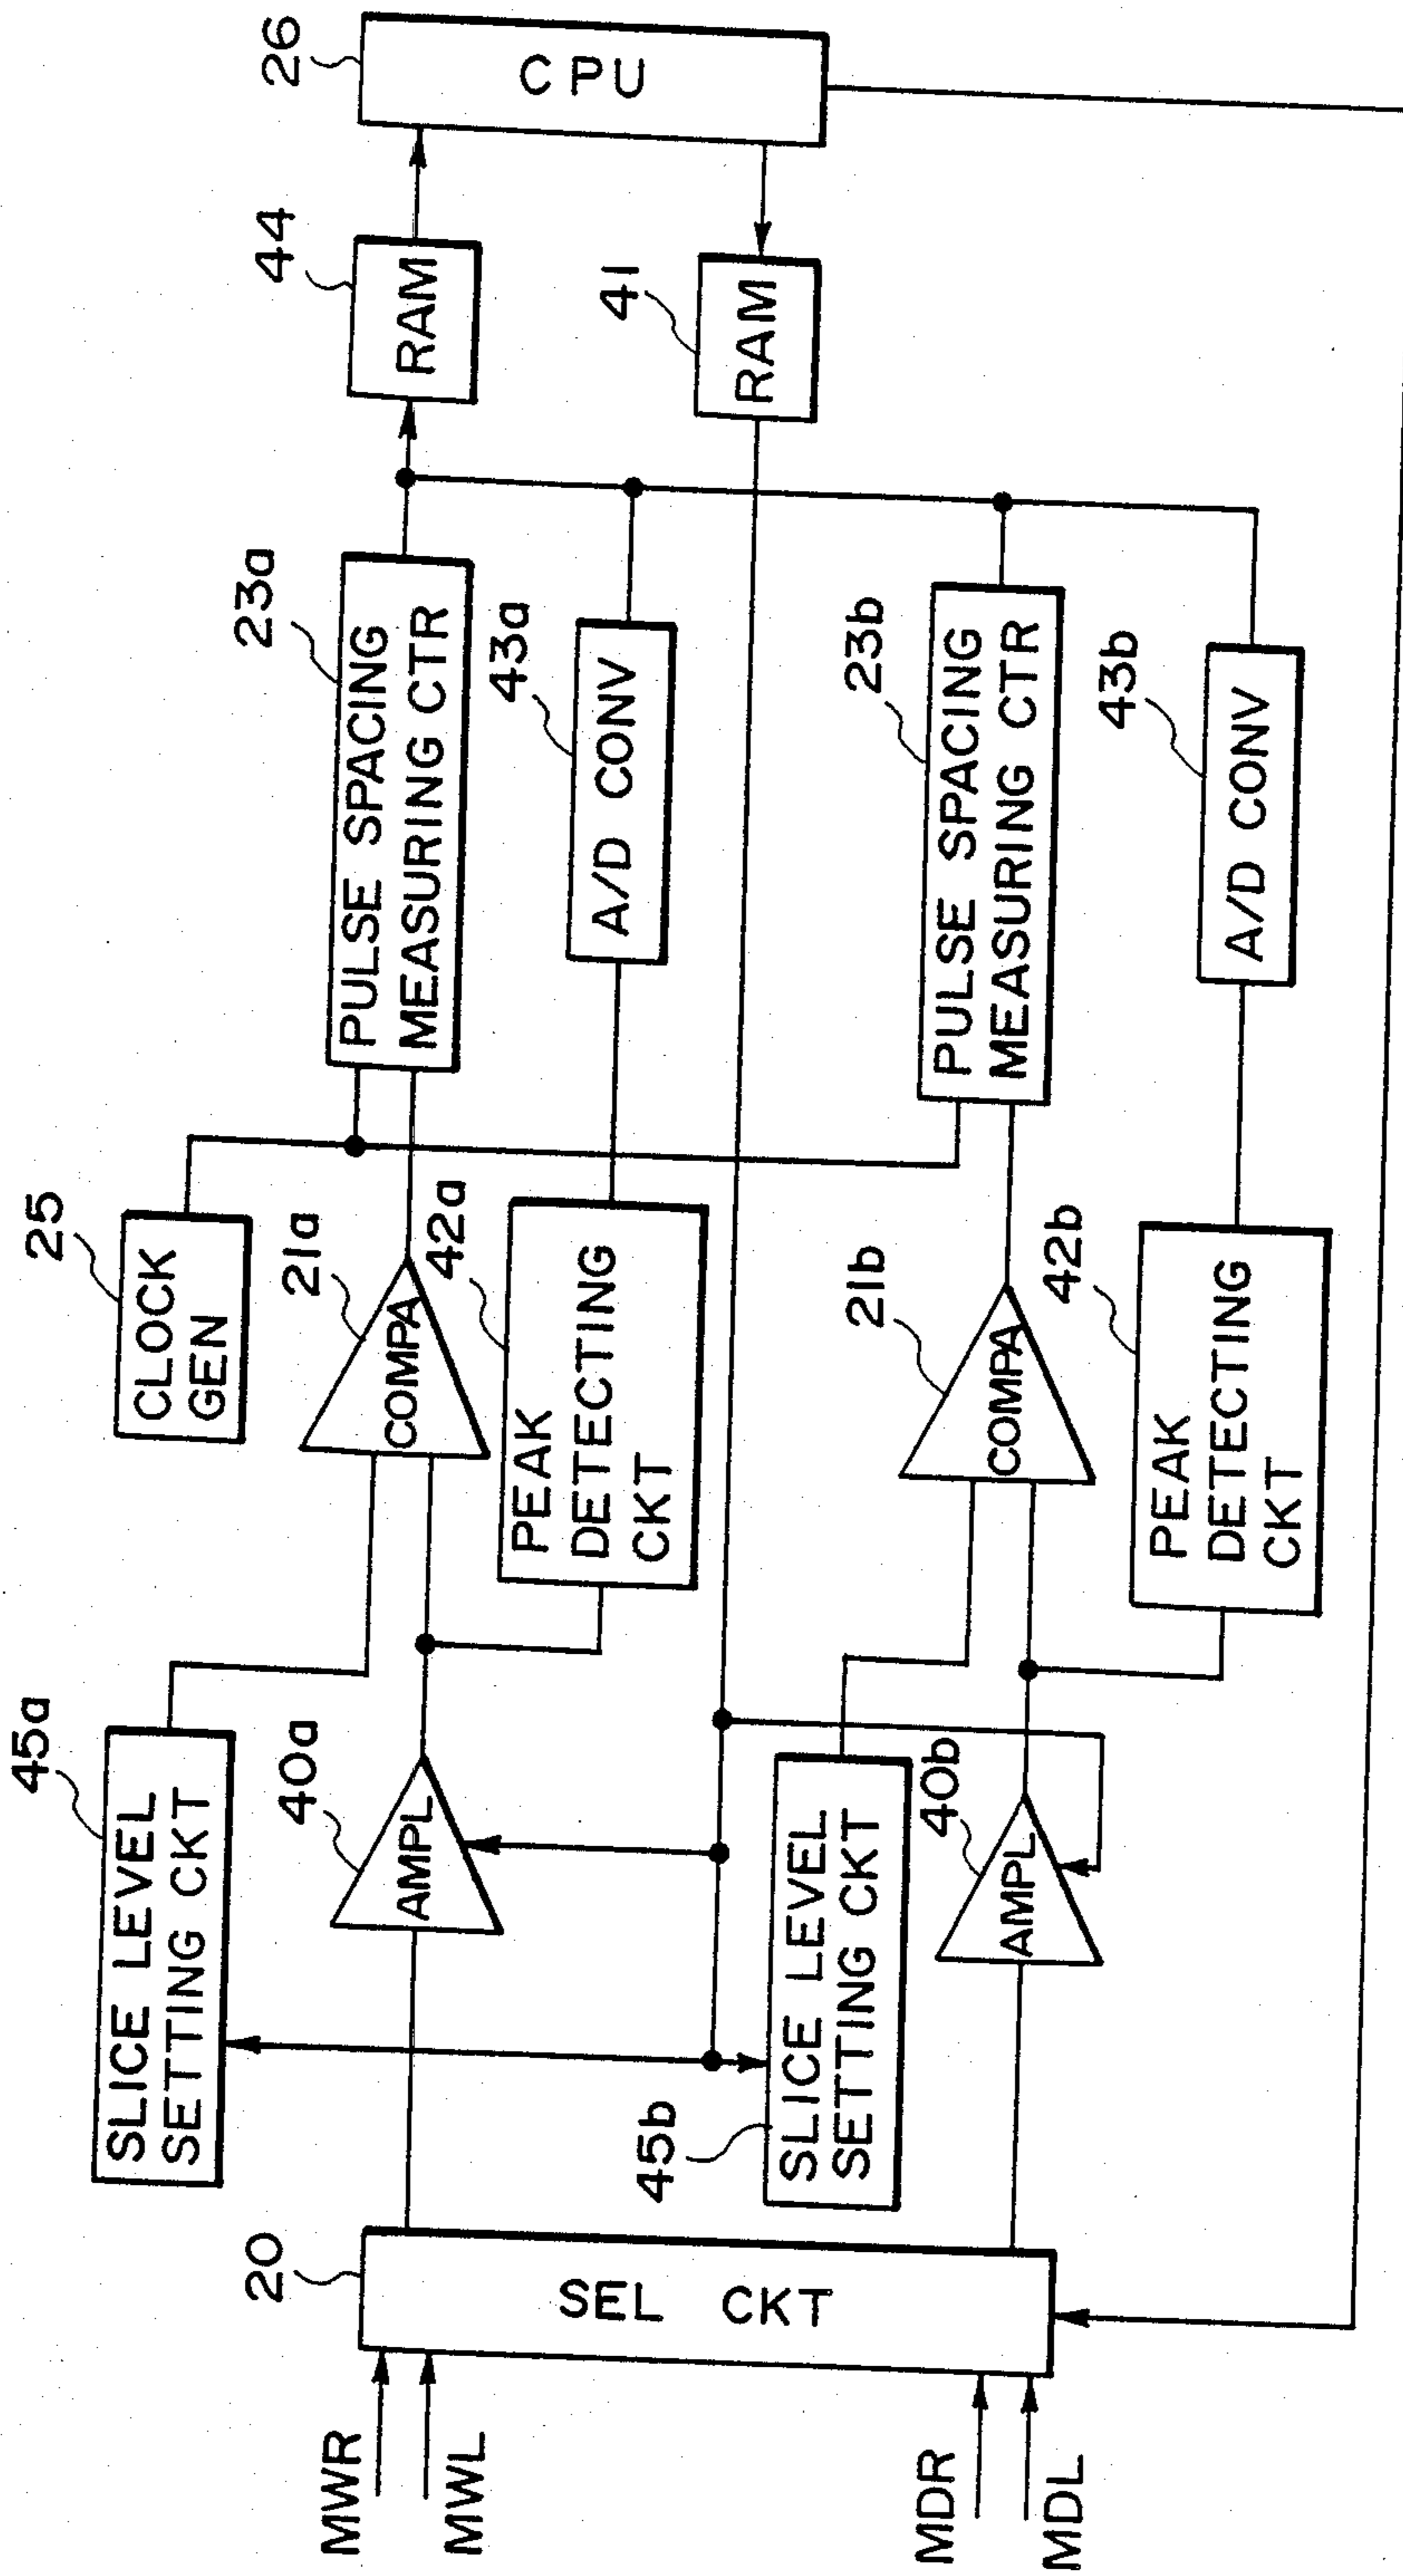 MWR
MWL
MDR
MDL
20
SEL CKT
45a
SLICE LEVEL
SETTING CKT
40a
AMPL
45b
SLICE LEVEL
SETTING CKT
40b
AMPL
25
CLOCK
GEN
21a
COMPA
42a
PEAK
DETECTING
CKT
21b
COMPA
42b
PEAK
DETECTING
CKT
23a
PULSE SPACING
MEASURING CTR
43a
A/D CONV
23b
PULSE SPACING
MEASURING CTR
43b
A/D CONV
44
RAM
41
RAM
26
CPU